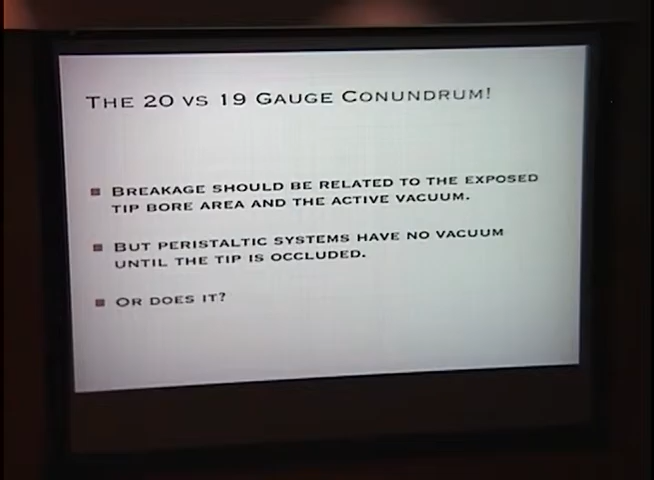 THE 20 VS 19 GAUGE CONUNDRUM!
BREAKAGE SHOULD BE RELATED TO THE EXPOSED
TIP BORE AREA AND THE ACTIVE VACUUM.
BUT PERISTALTIC SYSTEMS HAVE NO VACUUM
UNTIL THE TIP IS OCCLUDED.
OR DOES IT?